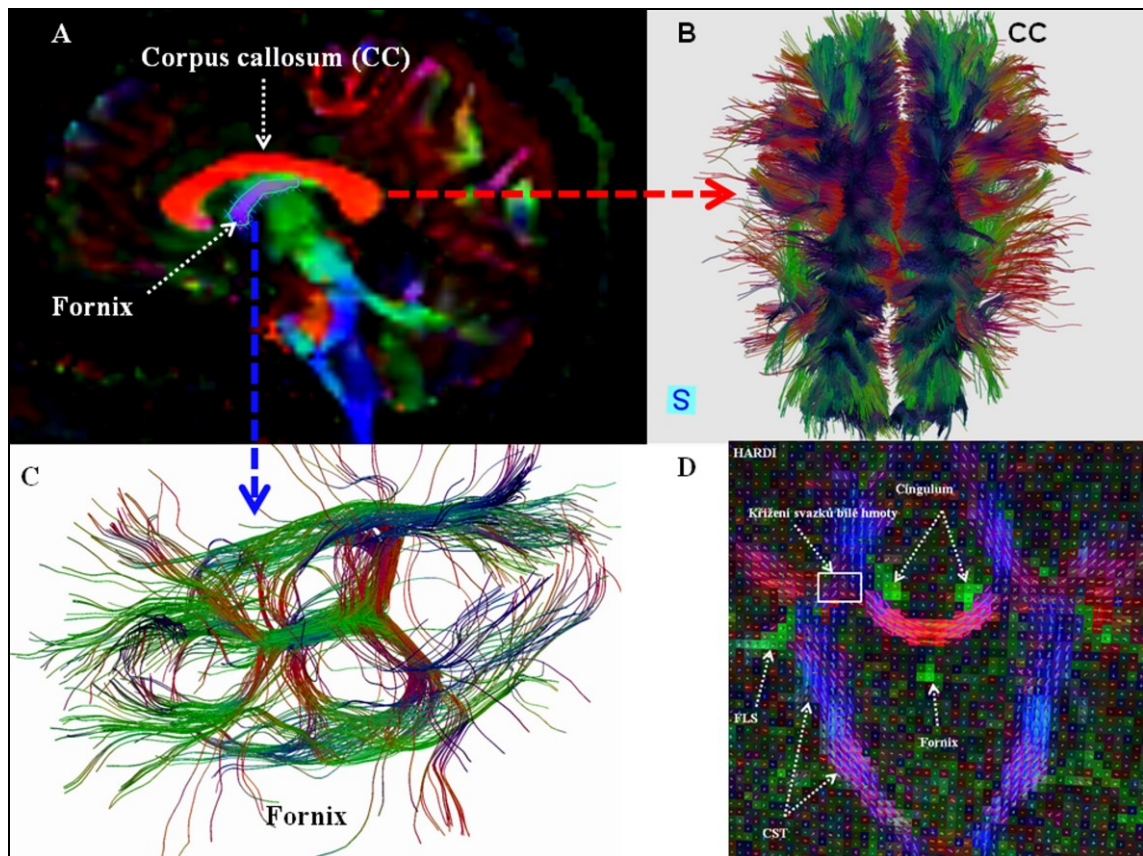 A
Corpus callosum (CC)
Fornix
B
CC
S
C
Fornix
D
HARDI
Cingulum
Křížení svazků bílé hmoty
FLS
Fornix
CST